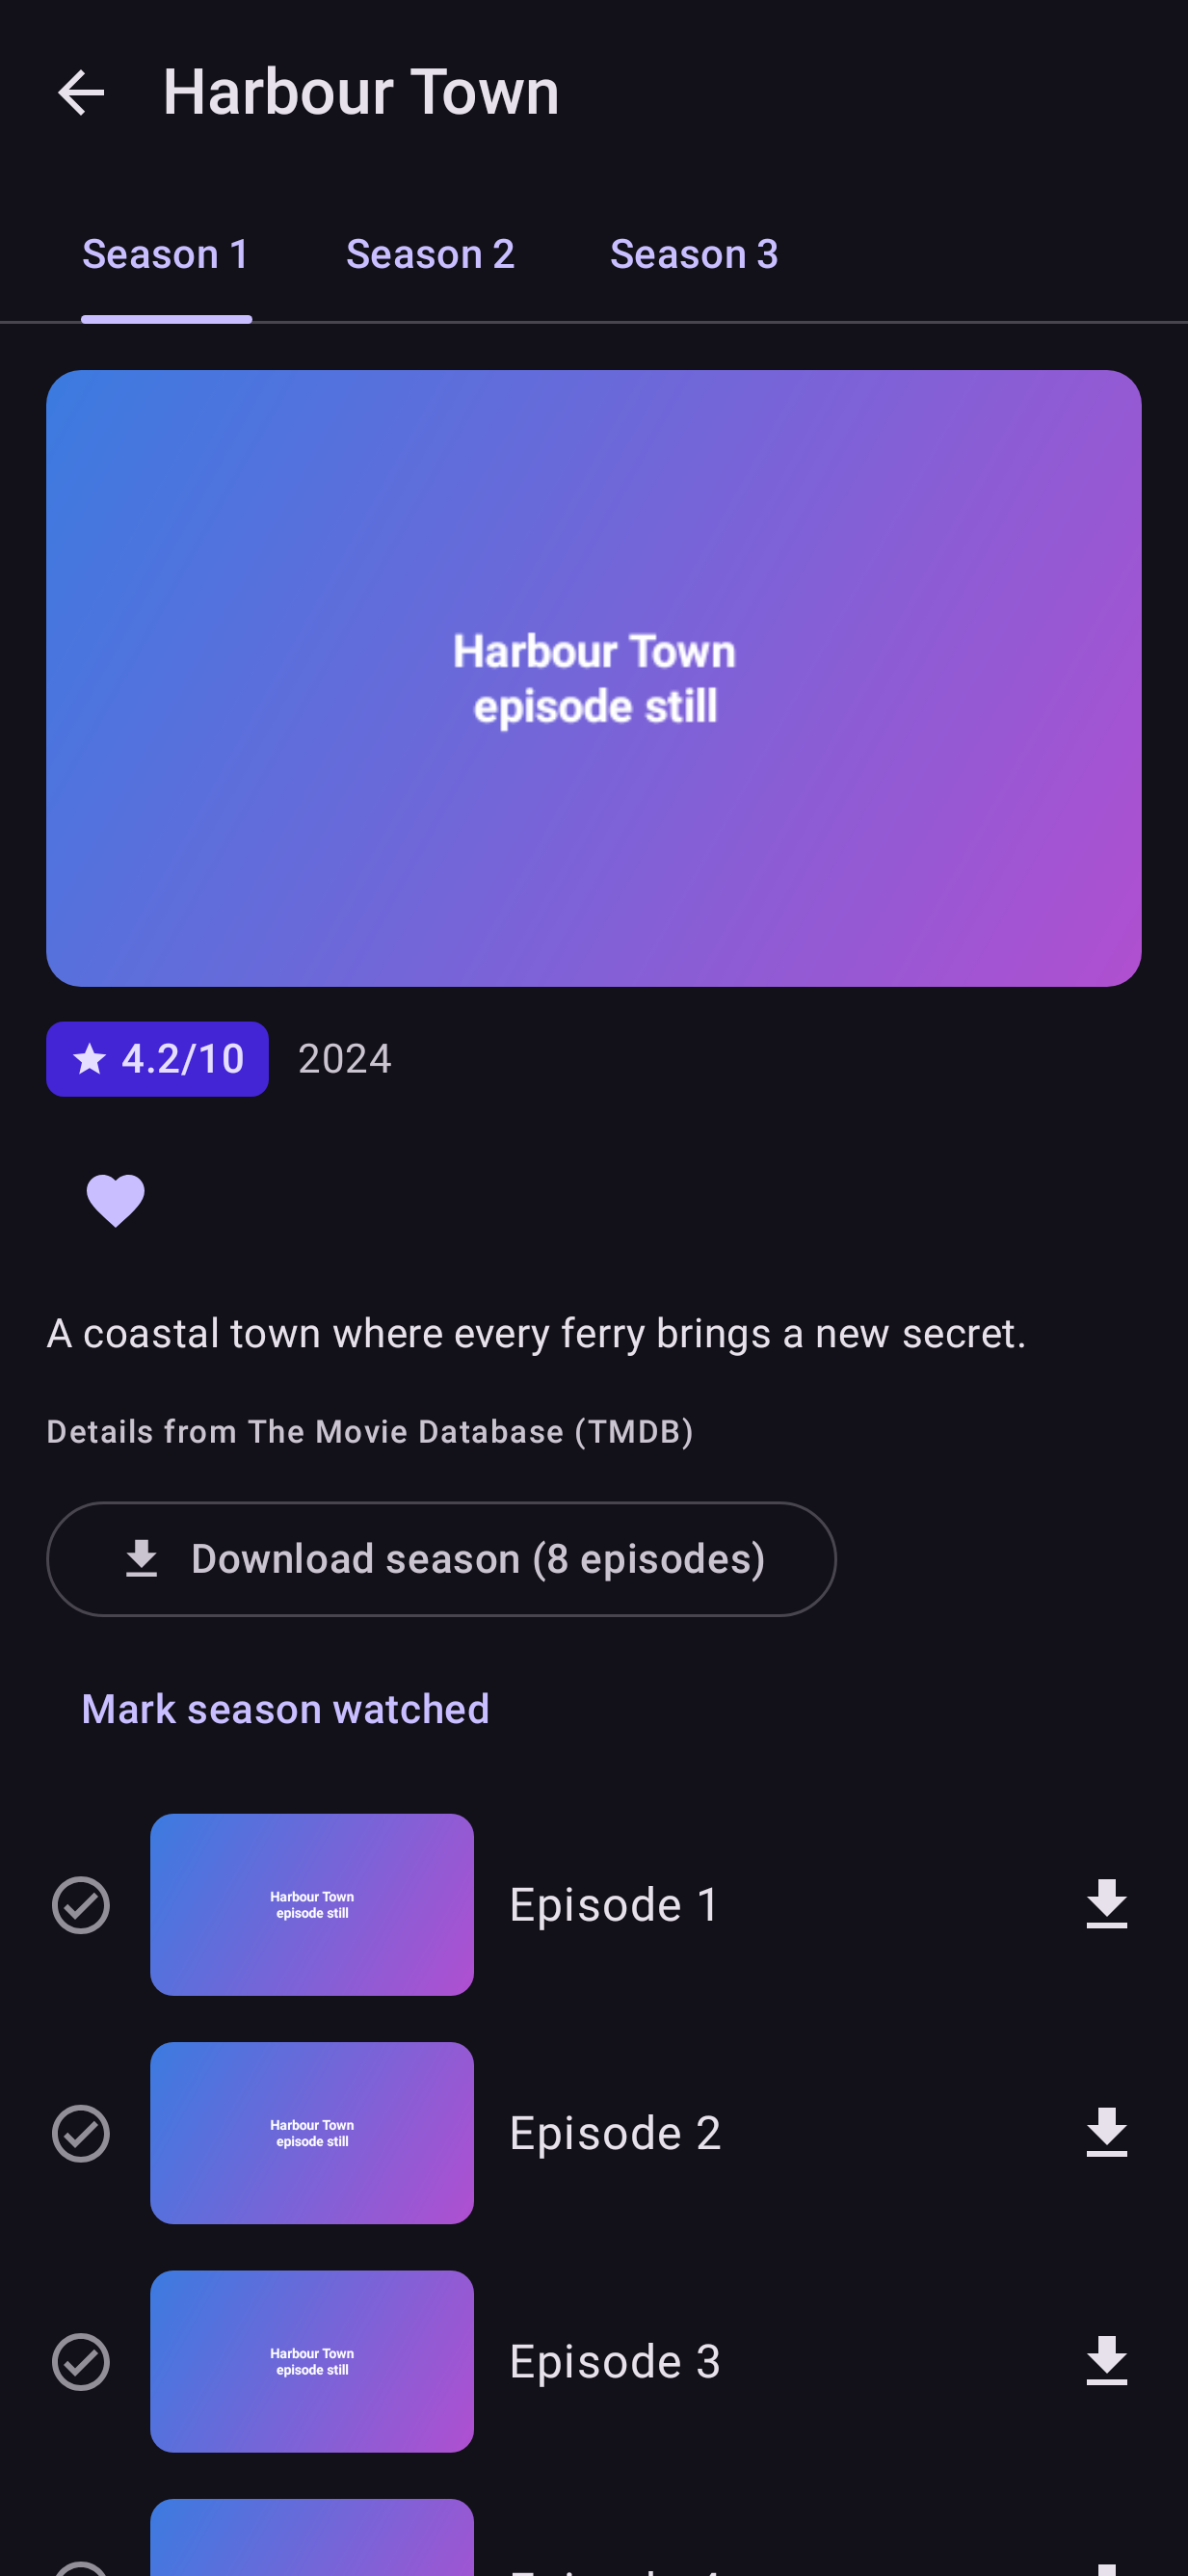 Harbour Town
Season 1 Season 2 Season 3
Harbour Town
episode still
4.2/10 2024
A coastal town where every ferry brings a new secret.
Details from The Movie Database (TMDB)
Download season (8 episodes)
Mark season watched
Harbour Town
episode still
Episode 1
Harbour Town
episode still
Episode 2
Harbour Town
episode still
Episode 3